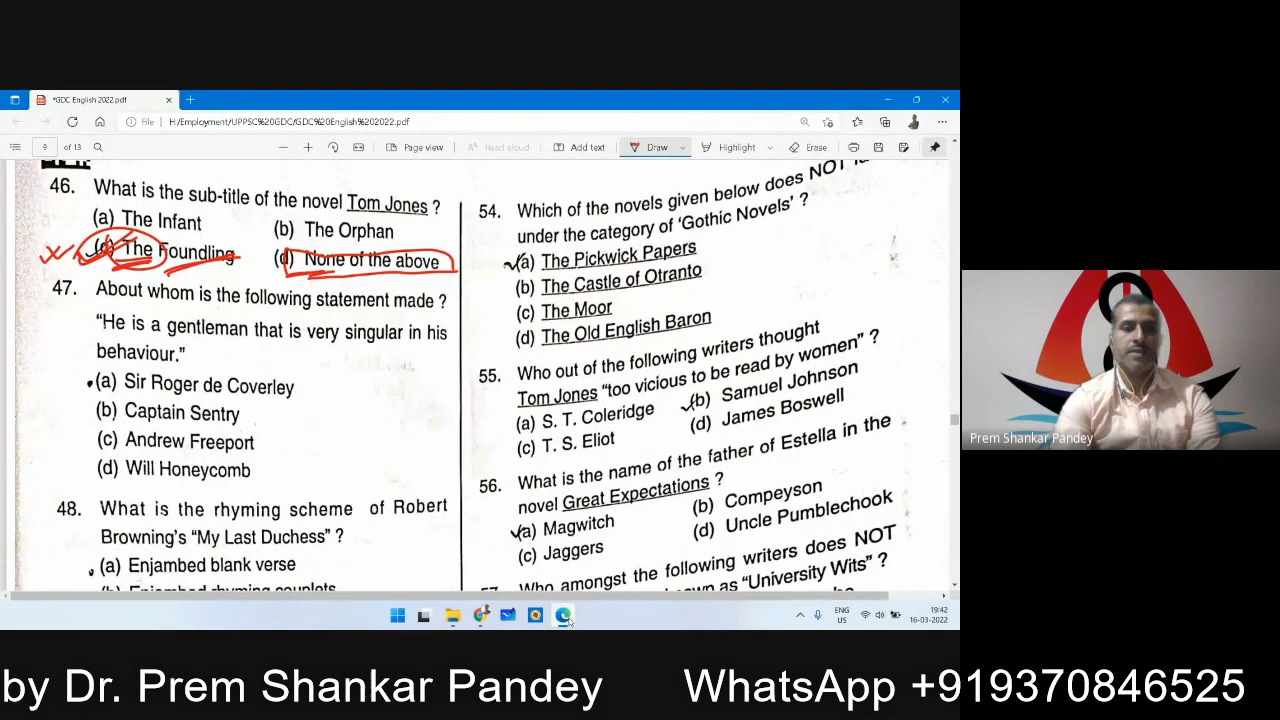 *GDC English 2022.pdf
File H:/Employment/UPPSC%20GDC/GDC%20English%202022.pdf
9 of 13
Page view
Read aloud
Add text
Draw
Highlight
Erase
46. What is the sub-title of the novel Tom Jones ?
(a) The Infant
(b) The Orphan
(c) The Foundling
(d) None of the above
47. About whom is the following statement made ?
“He is a gentleman that is very singular in his
behaviour.”
(a) Sir Roger de Coverley
(b) Captain Sentry
(c) Andrew Freeport
(d) Will Honeycomb
48. What is the rhyming scheme of Robert
Browning's “My Last Duchess” ?
(a) Enjambed blank verse
(b) Enjambed rhyming couplets
54. Which of the novels given below does NOT
under the category of ‘Gothic Novels’ ?
(a) The Pickwick Papers
(b) The Castle of Otranto
(c) The Moor
(d) The Old English Baron
55. Who out of the following writers thought
Tom Jones “too vicious to be read by women” ?
(a) S. T. Coleridge
(b) Samuel Johnson
(c) T. S. Eliot
(d) James Boswell
56. What is the name of the father of Estella in the
novel Great Expectations ?
(a) Magwitch
(b) Compeyson
(c) Jaggers
(d) Uncle Pumblechook
57. Who amongst the following writers does NOT
as “University Wits” ?
ENG
US
19:42
16-03-2022
Prem Shankar Pandey
by Dr. Prem Shankar Pandey WhatsApp +919370846525